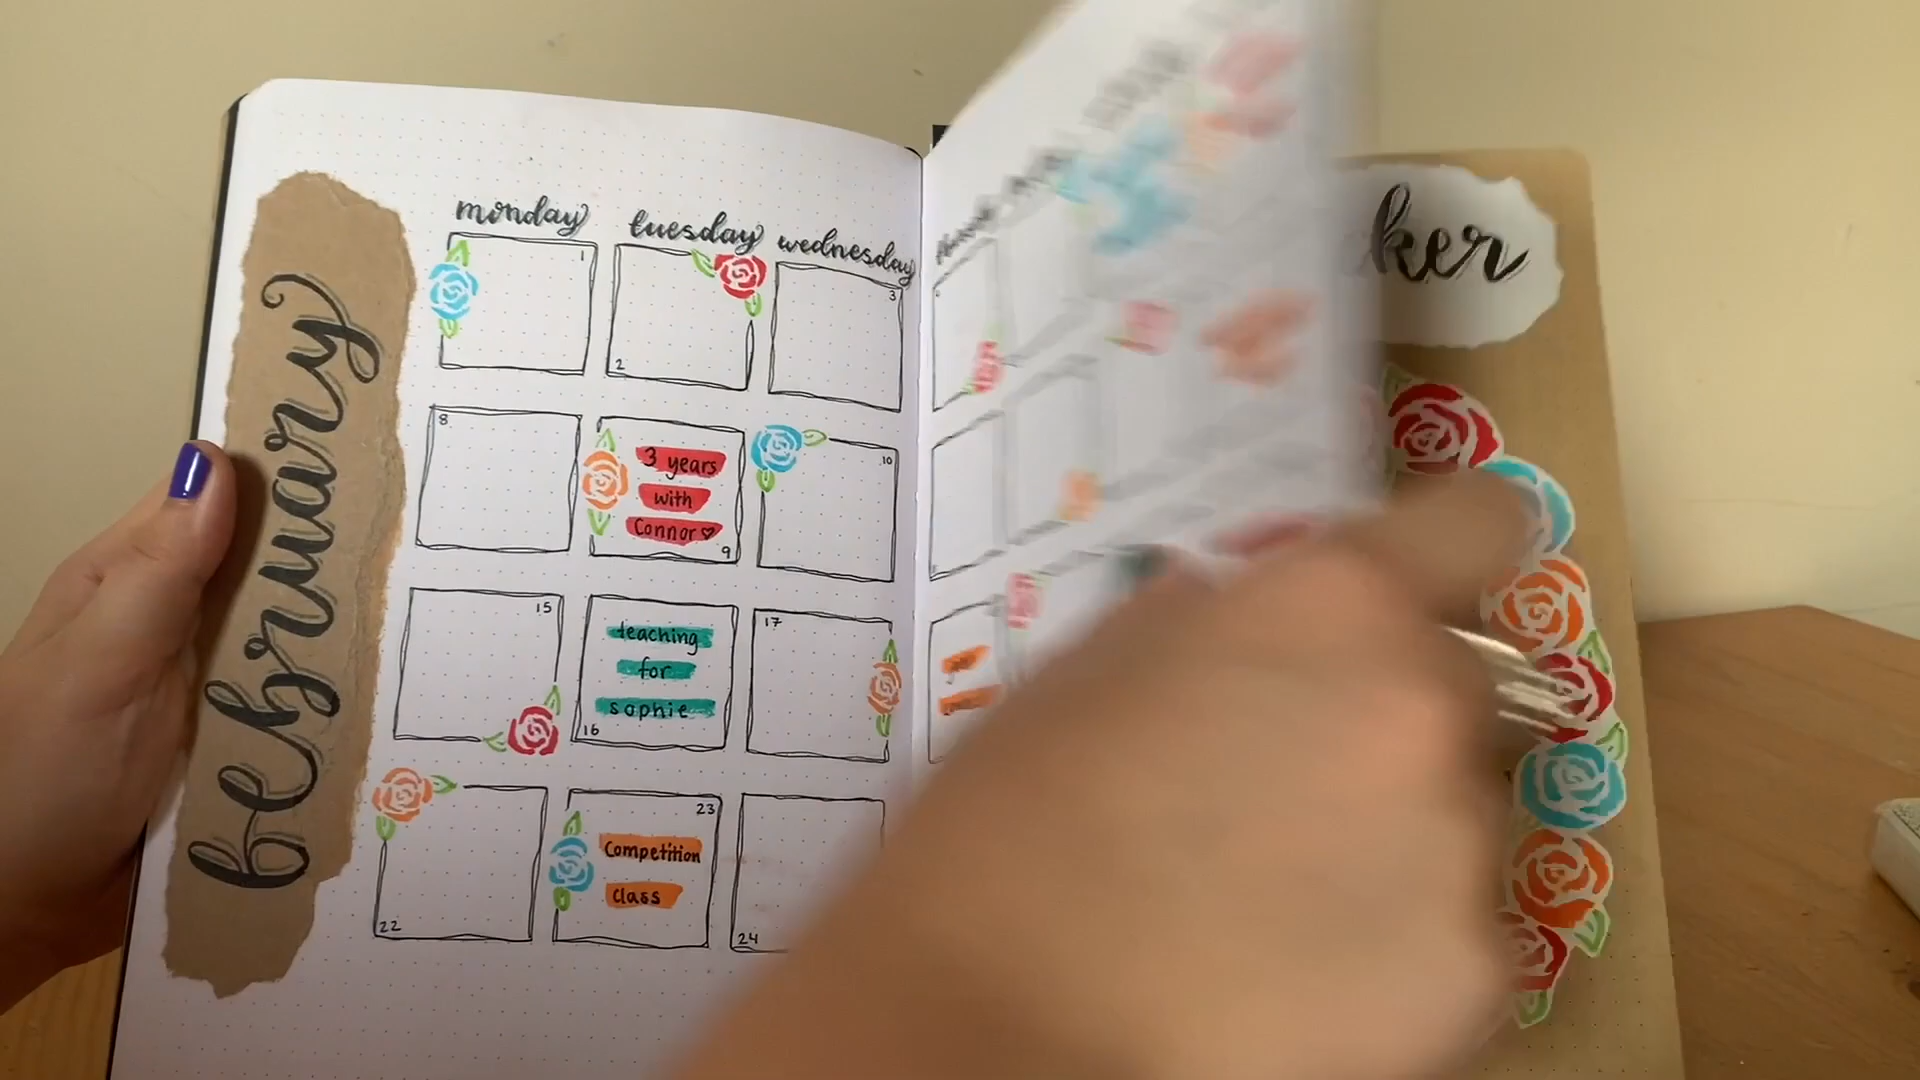 february
monday tuesday wednesday
1
2
3
8
3 years
with
Connor♡
9
10
15
teaching
for
sophie
16
17
22
23
Competition
class
24
ker